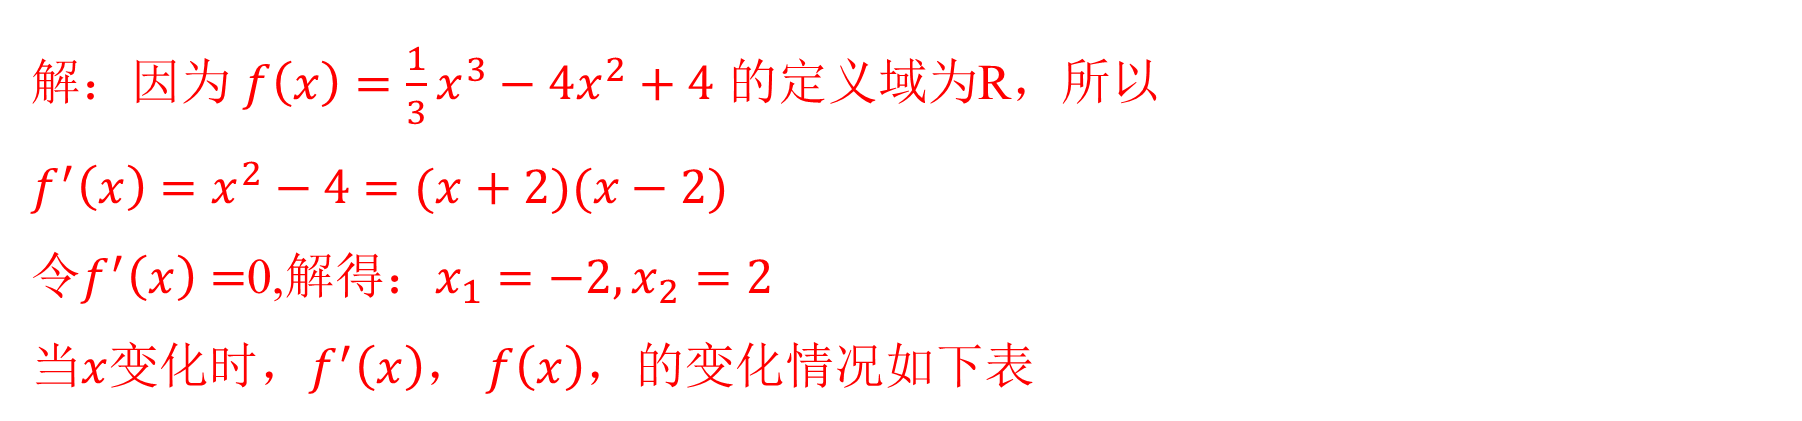 解：因为 f(x) = \frac{1}{3}x³ − 4x² + 4 的定义域为R，所以
f′(x) = x² − 4 = (x + 2)(x − 2)
令f′(x) =0,解得：x₁ = −2, x₂ = 2
当x变化时，f′(x)， f(x)，的变化情况如下表